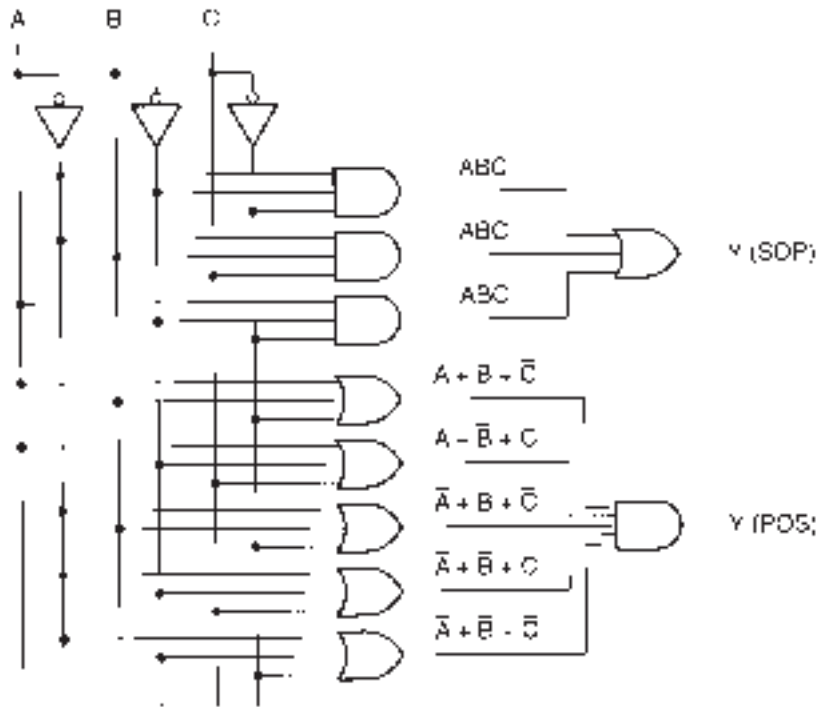 A B C
ABC
ABC
Y (SOP)
ABC
A + B + C̅
A - B̅ + C
A̅ + B + C̅
Y (POS)
A̅ + B̅ + C
A̅ + B̅ - C̅